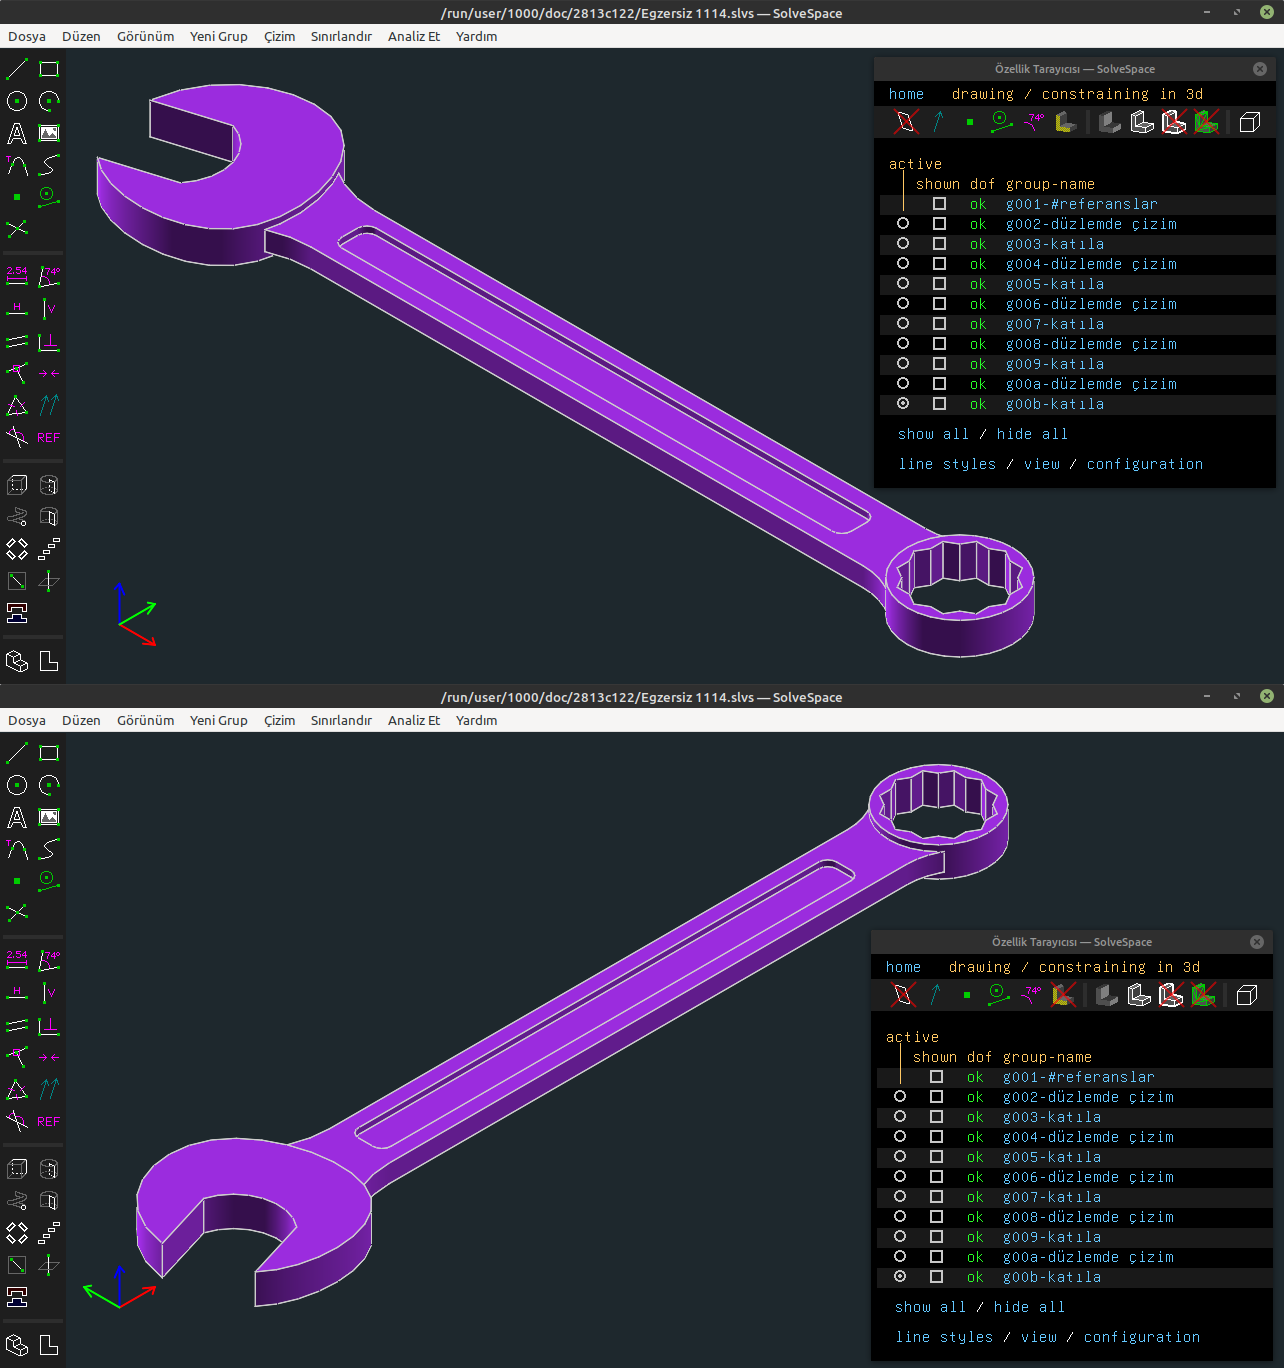 /run/user/1000/doc/2813c122/Egzersiz 1114.slvs — SolveSpace
Dosya Düzen Görünüm Yeni Grup Çizim Sınırlandır Analiz Et Yardım
Özellik Tarayıcısı — SolveSpace
home drawing / constraining in 3d
74°
active
shown dof group-name
ok g001-#referanslar
ok g002-düzlemde çizim
ok g003-katıla
ok g004-düzlemde çizim
ok g005-katıla
ok g006-düzlemde çizim
ok g007-katıla
ok g008-düzlemde çizim
ok g009-katıla
ok g00a-düzlemde çizim
ok g00b-katıla
show all / hide all
line styles / view / configuration
A
T
2.54 74°
H V
REF
/run/user/1000/doc/2813c122/Egzersiz 1114.slvs — SolveSpace
Dosya Düzen Görünüm Yeni Grup Çizim Sınırlandır Analiz Et Yardım
A
T
2.54 74°
H V
REF
Özellik Tarayıcısı — SolveSpace
home drawing / constraining in 3d
74°
active
shown dof group-name
ok g001-#referanslar
ok g002-düzlemde çizim
ok g003-katıla
ok g004-düzlemde çizim
ok g005-katıla
ok g006-düzlemde çizim
ok g007-katıla
ok g008-düzlemde çizim
ok g009-katıla
ok g00a-düzlemde çizim
ok g00b-katıla
show all / hide all
line styles / view / configuration